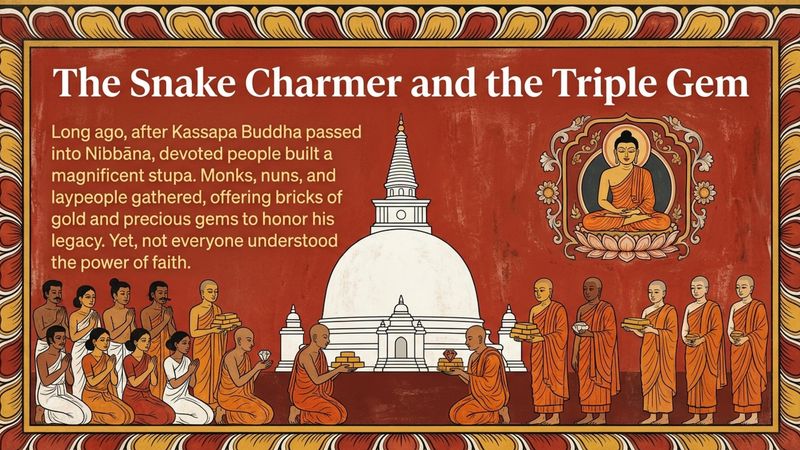 The Snake Charmer and the Triple Gem
Long ago, after Kassapa Buddha passed
into Nibbāna, devoted people built a
magnificent stupa. Monks, nuns, and
laypeople gathered, offering bricks of
gold and precious gems to honor his
legacy. Yet, not everyone understood
the power of faith.